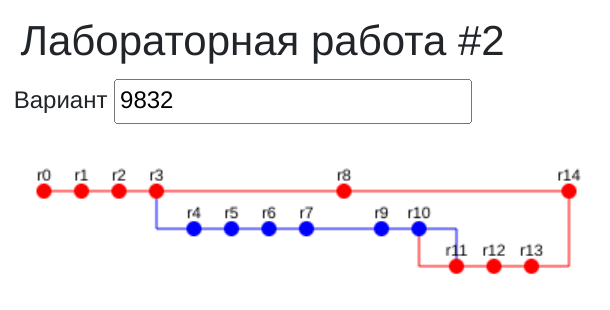 Лабораторная работа #2
Вариант 9832
r0 r1 r2 r3 r8 r14
r4 r5 r6 r7 r9 r10
r11 r12 r13